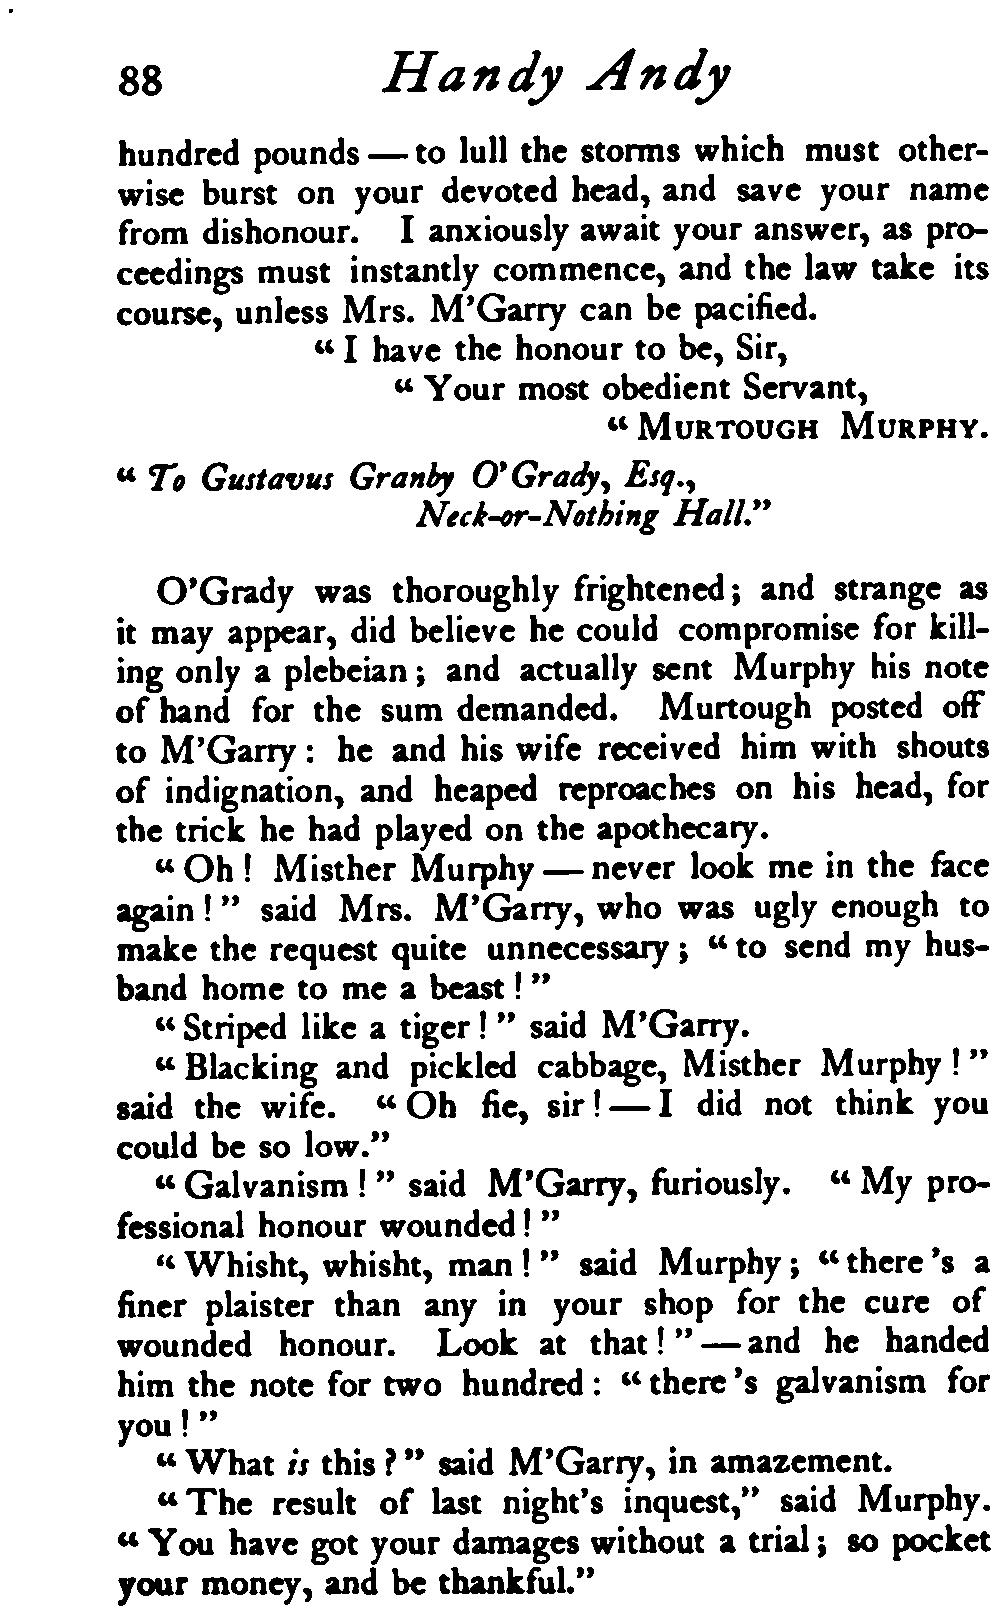 88 Handy Andy
hundred pounds — to lull the storms which must other-
wise burst on your devoted head, and save your name
from dishonour. I anxiously await your answer, as pro-
ceedings must instantly commence, and the law take its
course, unless Mrs. M'Garry can be pacified.
“ I have the honour to be, Sir,
“ Your most obedient Servant,
“ MURTOUGH MURPHY.
“ To Gustavus Granby O'Grady, Esq.,
Neck-or-Nothing Hall.”
O'Grady was thoroughly frightened; and strange as
it may appear, did believe he could compromise for kill-
ing only a plebeian; and actually sent Murphy his note
of hand for the sum demanded. Murtough posted off
to M'Garry: he and his wife received him with shouts
of indignation, and heaped reproaches on his head, for
the trick he had played on the apothecary.
“ Oh! Misther Murphy — never look me in the face
again!” said Mrs. M'Garry, who was ugly enough to
make the request quite unnecessary; “ to send my hus-
band home to me a beast!”
“ Striped like a tiger!” said M'Garry.
“ Blacking and pickled cabbage, Misther Murphy!”
said the wife. “ Oh fie, sir! — I did not think you
could be so low.”
“ Galvanism!” said M'Garry, furiously. “ My pro-
fessional honour wounded!”
“ Whisht, whisht, man!” said Murphy; “ there's a
finer plaister than any in your shop for the cure of
wounded honour. Look at that!” — and he handed
him the note for two hundred: “ there's galvanism for
you!”
“ What is this?” said M'Garry, in amazement.
“ The result of last night's inquest,” said Murphy.
“ You have got your damages without a trial; so pocket
your money, and be thankful.”